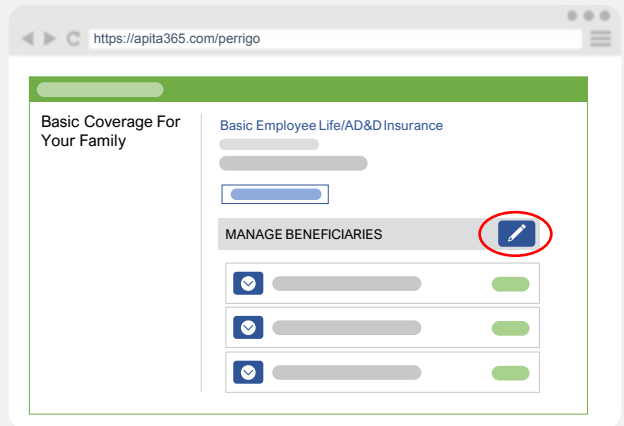 https://apita365.com/perrigo
Basic Coverage For
Your Family
Basic Employee Life/AD&D Insurance
MANAGE BENEFICIARIES